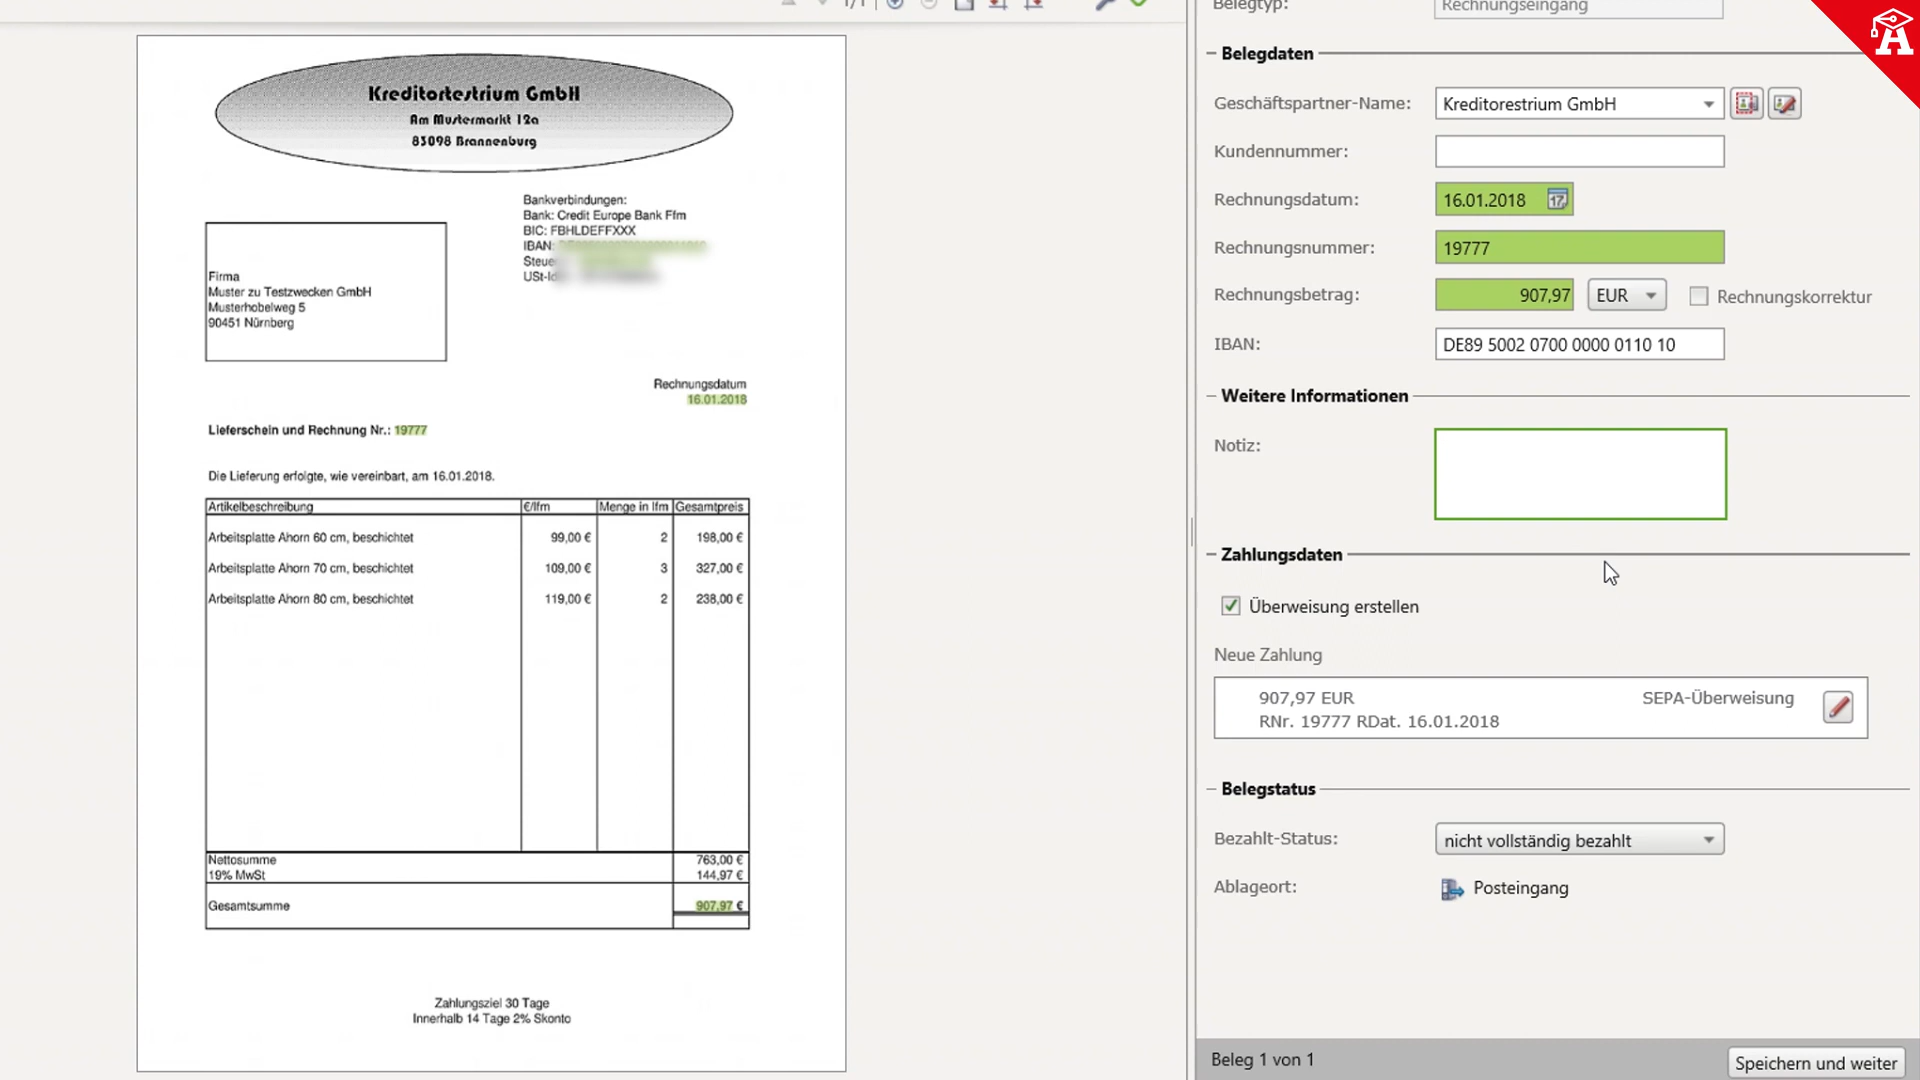 1/1
Kreditortestrium GmbH
Am Mustermarkt 12a
83098 Brannenburg
Bankverbindungen:
Bank: Credit Europe Bank Ffm
BIC: FBHLDEFFXXX
IBAN:
Steue
USt-Id
Firma
Muster zu Testzwecken GmbH
Musterhobelweg 5
90451 Nürnberg
Rechnungsdatum
16.01.2018
Lieferschein und Rechnung Nr.: 19777
Die Lieferung erfolgte, wie vereinbart, am 16.01.2018.
Artikelbeschreibung €/lfm Menge in lfm Gesamtpreis
Arbeitsplatte Ahorn 60 cm, beschichtet 99,00 € 2 198,00 €
Arbeitsplatte Ahorn 70 cm, beschichtet 109,00 € 3 327,00 €
Arbeitsplatte Ahorn 80 cm, beschichtet 119,00 € 2 238,00 €
Nettosumme 763,00 €
19% MwSt 144,97 €
Gesamtsumme 907,97 €
Zahlungsziel 30 Tage
Innerhalb 14 Tage 2% Skonto
Belegtyp: Rechnungseingang
Belegdaten
Geschäftspartner-Name: Kreditorestrium GmbH
Kundennummer:
Rechnungsdatum: 16.01.2018 17
Rechnungsnummer: 19777
Rechnungsbetrag: 907,97 EUR Rechnungskorrektur
IBAN: DE89 5002 0700 0000 0110 10
Weitere Informationen
Notiz:
Zahlungsdaten
Überweisung erstellen
Neue Zahlung
907,97 EUR SEPA-Überweisung
RNr. 19777 RDat. 16.01.2018
Belegstatus
Bezahlt-Status: nicht vollständig bezahlt
Ablageort: Posteingang
Beleg 1 von 1 Speichern und weiter
A